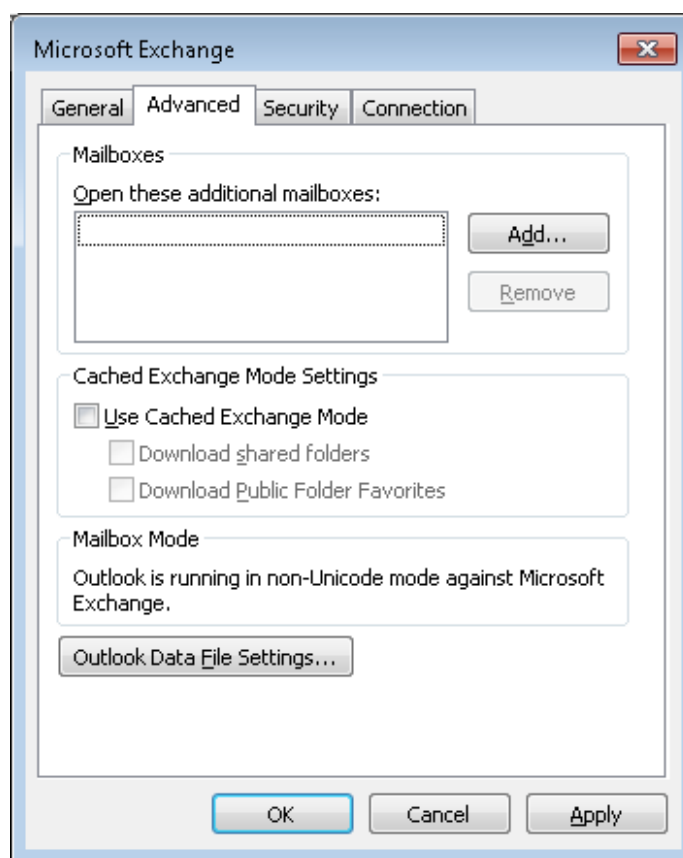 Microsoft Exchange
General Advanced Security Connection
Mailboxes
Open these additional mailboxes:
Add...
Remove
Cached Exchange Mode Settings
Use Cached Exchange Mode
Download shared folders
Download Public Folder Favorites
Mailbox Mode
Outlook is running in non-Unicode mode against Microsoft
Exchange.
Outlook Data File Settings...
OK Cancel Apply